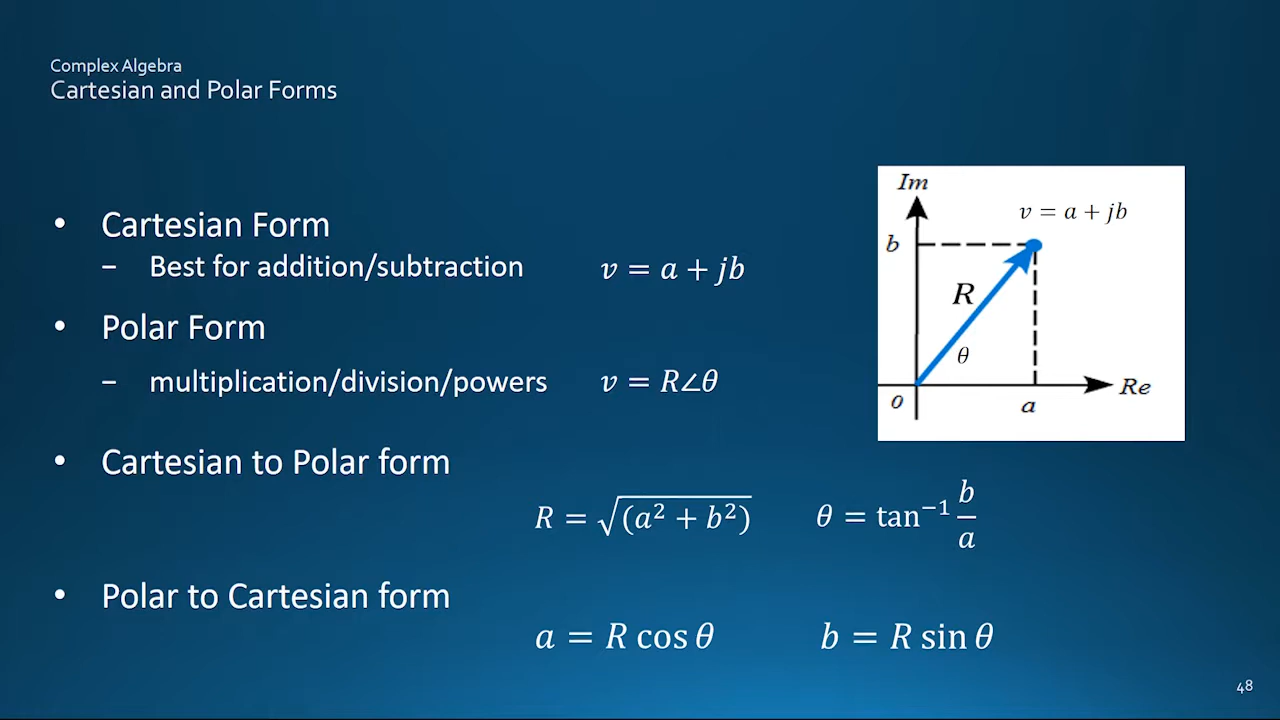 Complex Algebra
Cartesian and Polar Forms
• Cartesian Form
– Best for addition/subtraction v = a + jb
• Polar Form
– multiplication/division/powers v = R∠θ
• Cartesian to Polar form
R = √(a² + b²) θ = tan⁻¹ b/a
• Polar to Cartesian form
a = R cos θ b = R sin θ
Im
v = a + jb
b
R
θ
0
a
Re
48